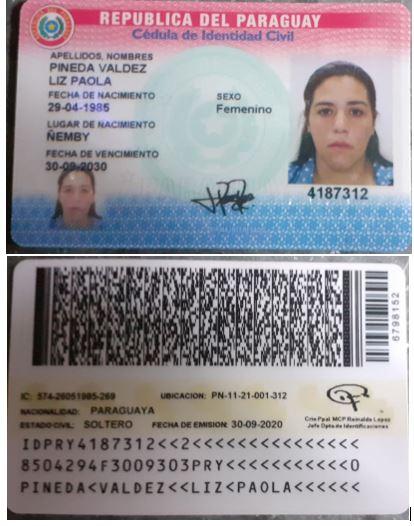 REPUBLICA DEL PARAGUAY
Cédula de Identidad Civil
APELLIDOS, NOMBRES
PINEDA VALDEZ
LIZ PAOLA
FECHA DE NACIMIENTO
29-04-1985
SEXO
Femenino
LUGAR DE NACIMIENTO
ÑEMBY
FECHA DE VENCIMIENTO
30-09-2030
4187312
6798152
IC: 574-26051985-269
UBICACION: PN-11-21-001-312
NACIONALIDAD: PARAGUAYA
ESTADO CIVIL: SOLTERO FECHA DE EMISION: 30-09-2020
Crio Ppal MCP Reinaldo Lopez
Jefe Dpto de Identificaciones
IDPRY4187312<<2<<<<<<<<<<<<<<<
8504294F3009303PRY<<<<<<<<<<<0
PINEDA<VALDEZ<<LIZ<PAOLA<<<<<<